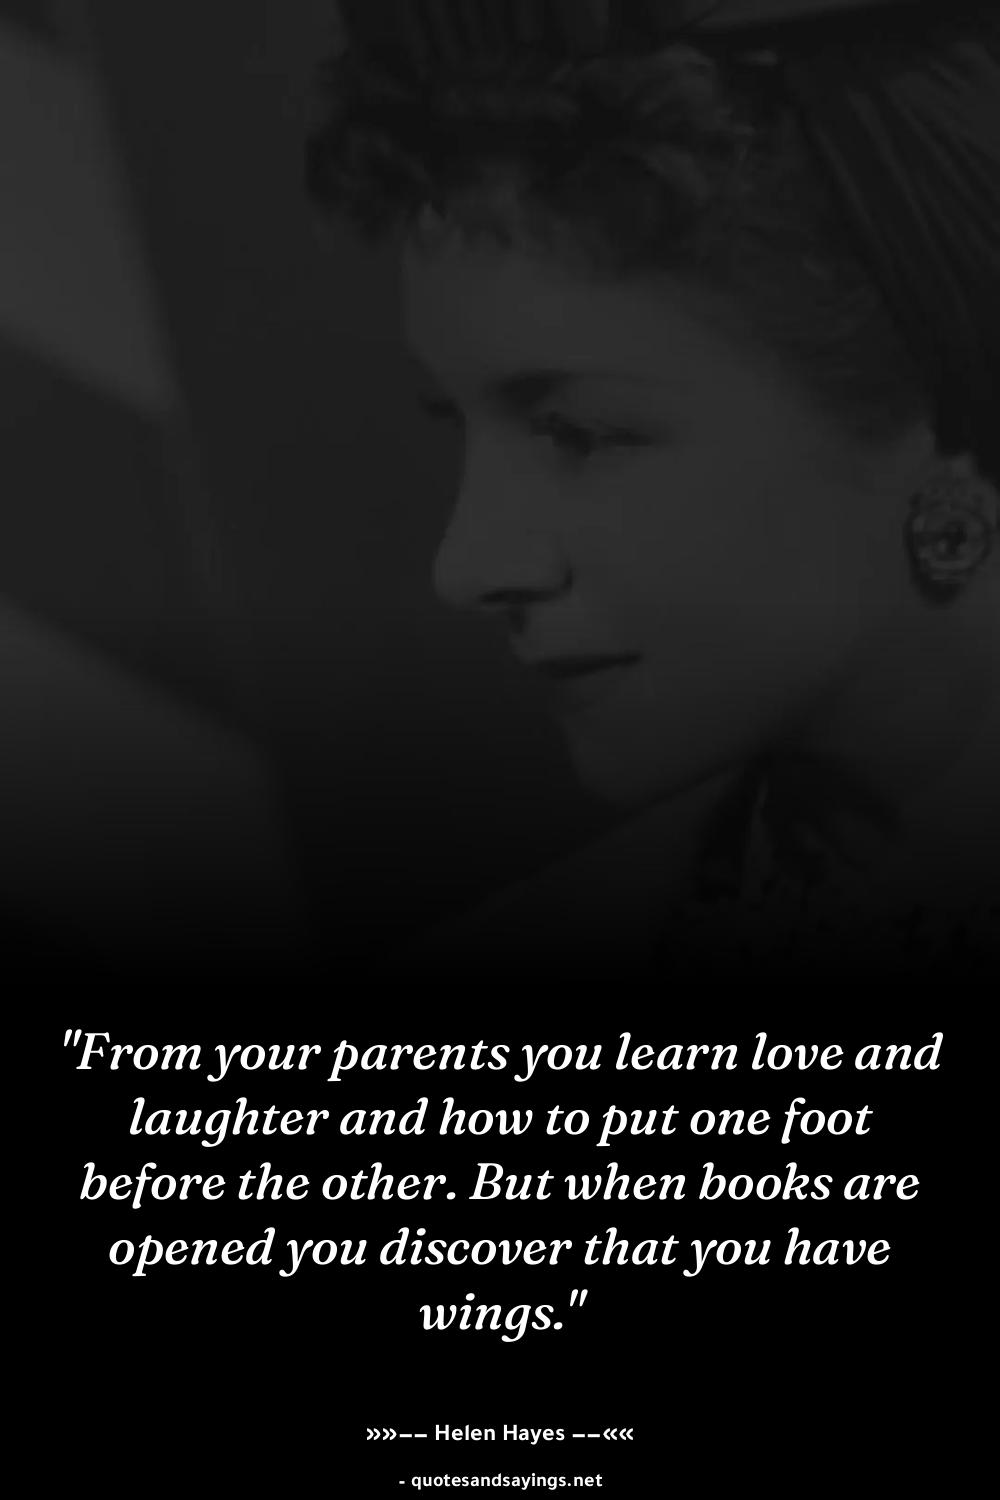 "From your parents you learn love and
laughter and how to put one foot
before the other. But when books are
opened you discover that you have
wings."
»»−− Helen Hayes −−««
- quotesandsayings.net